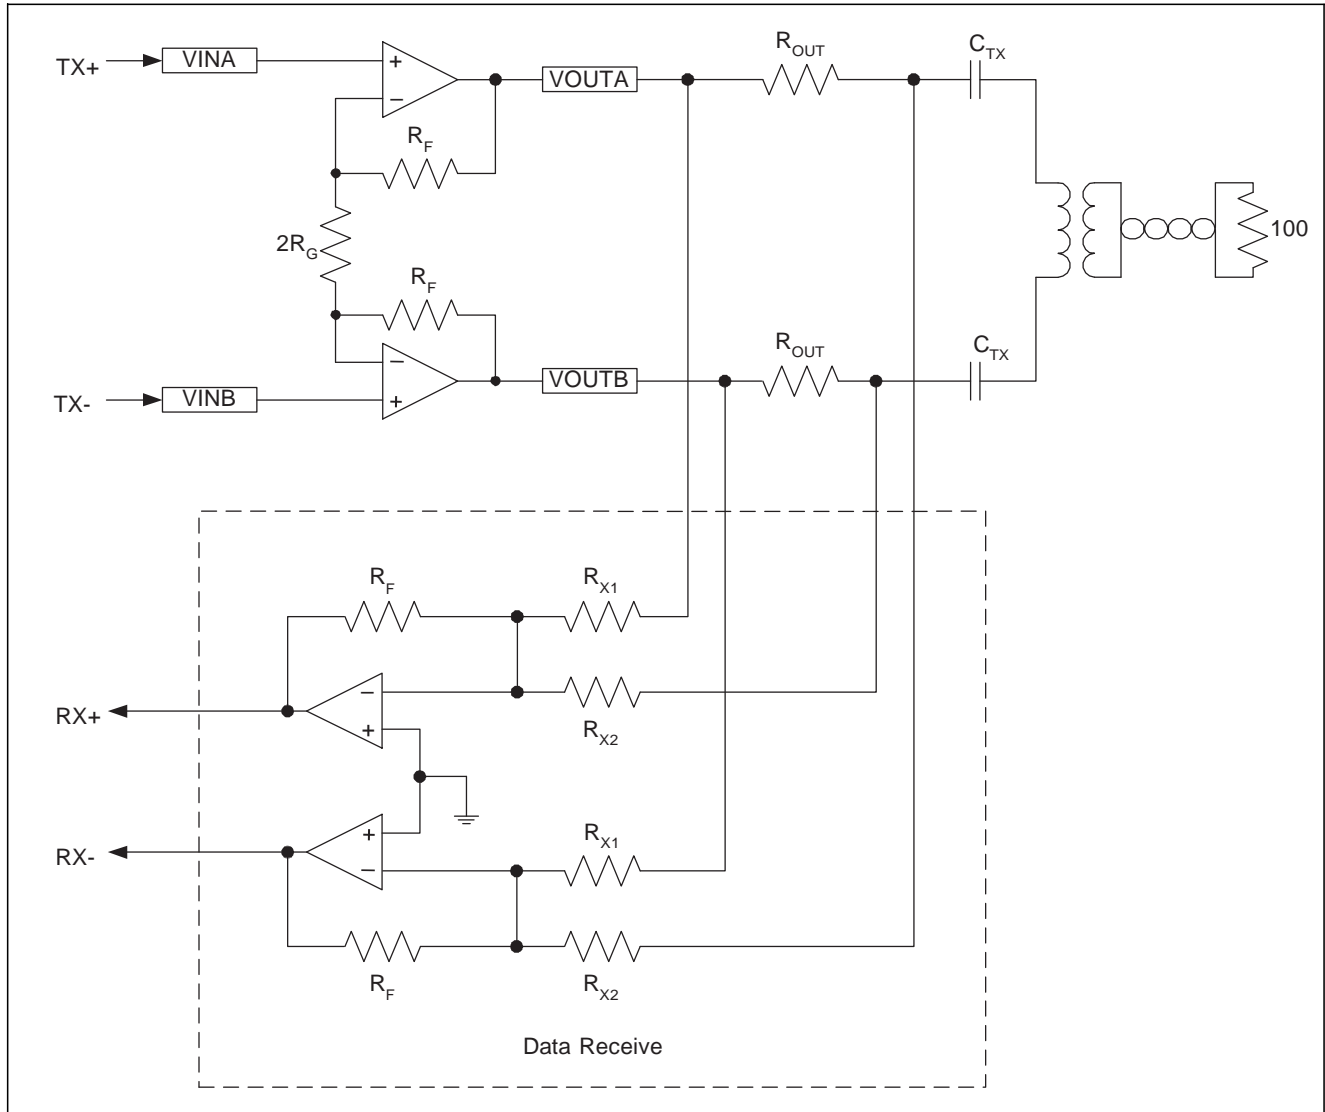 TX+
VINA
+
−
R_F
2R_G
R_F
−
+
TX-
VINB
VOUTA
R_OUT
C_TX
100
VOUTB
R_OUT
C_TX
R_F
R_X1
R_X2
−
+
RX+
RX-
+
−
R_X1
R_X2
R_F
Data Receive